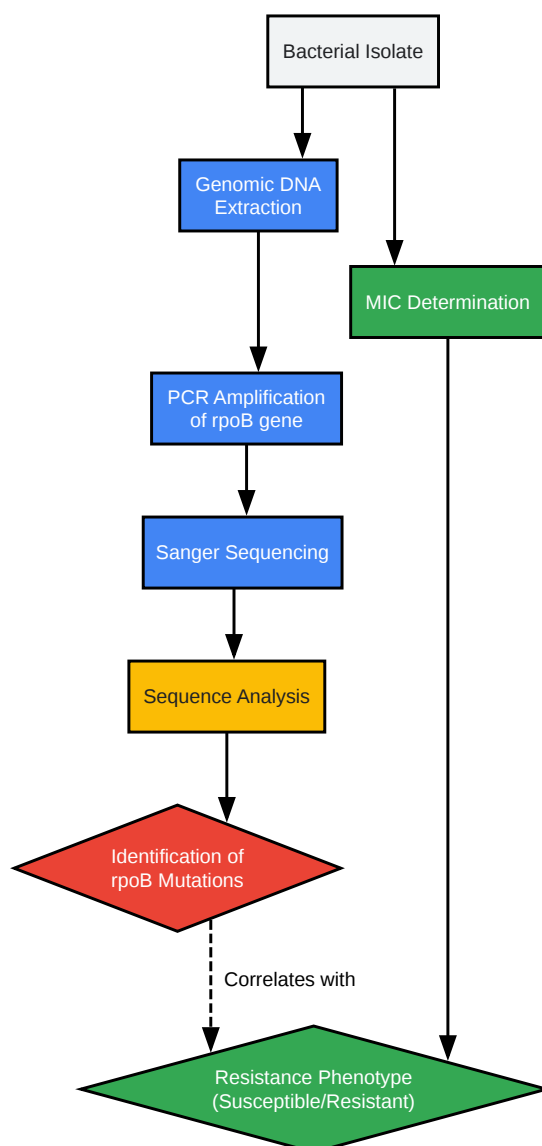 Bacterial Isolate
Genomic DNA
Extraction
MIC Determination
PCR Amplification
of rpoB gene
Sanger Sequencing
Sequence Analysis
Identification of
rpoB Mutations
Correlates with
Resistance Phenotype
(Susceptible/Resistant)